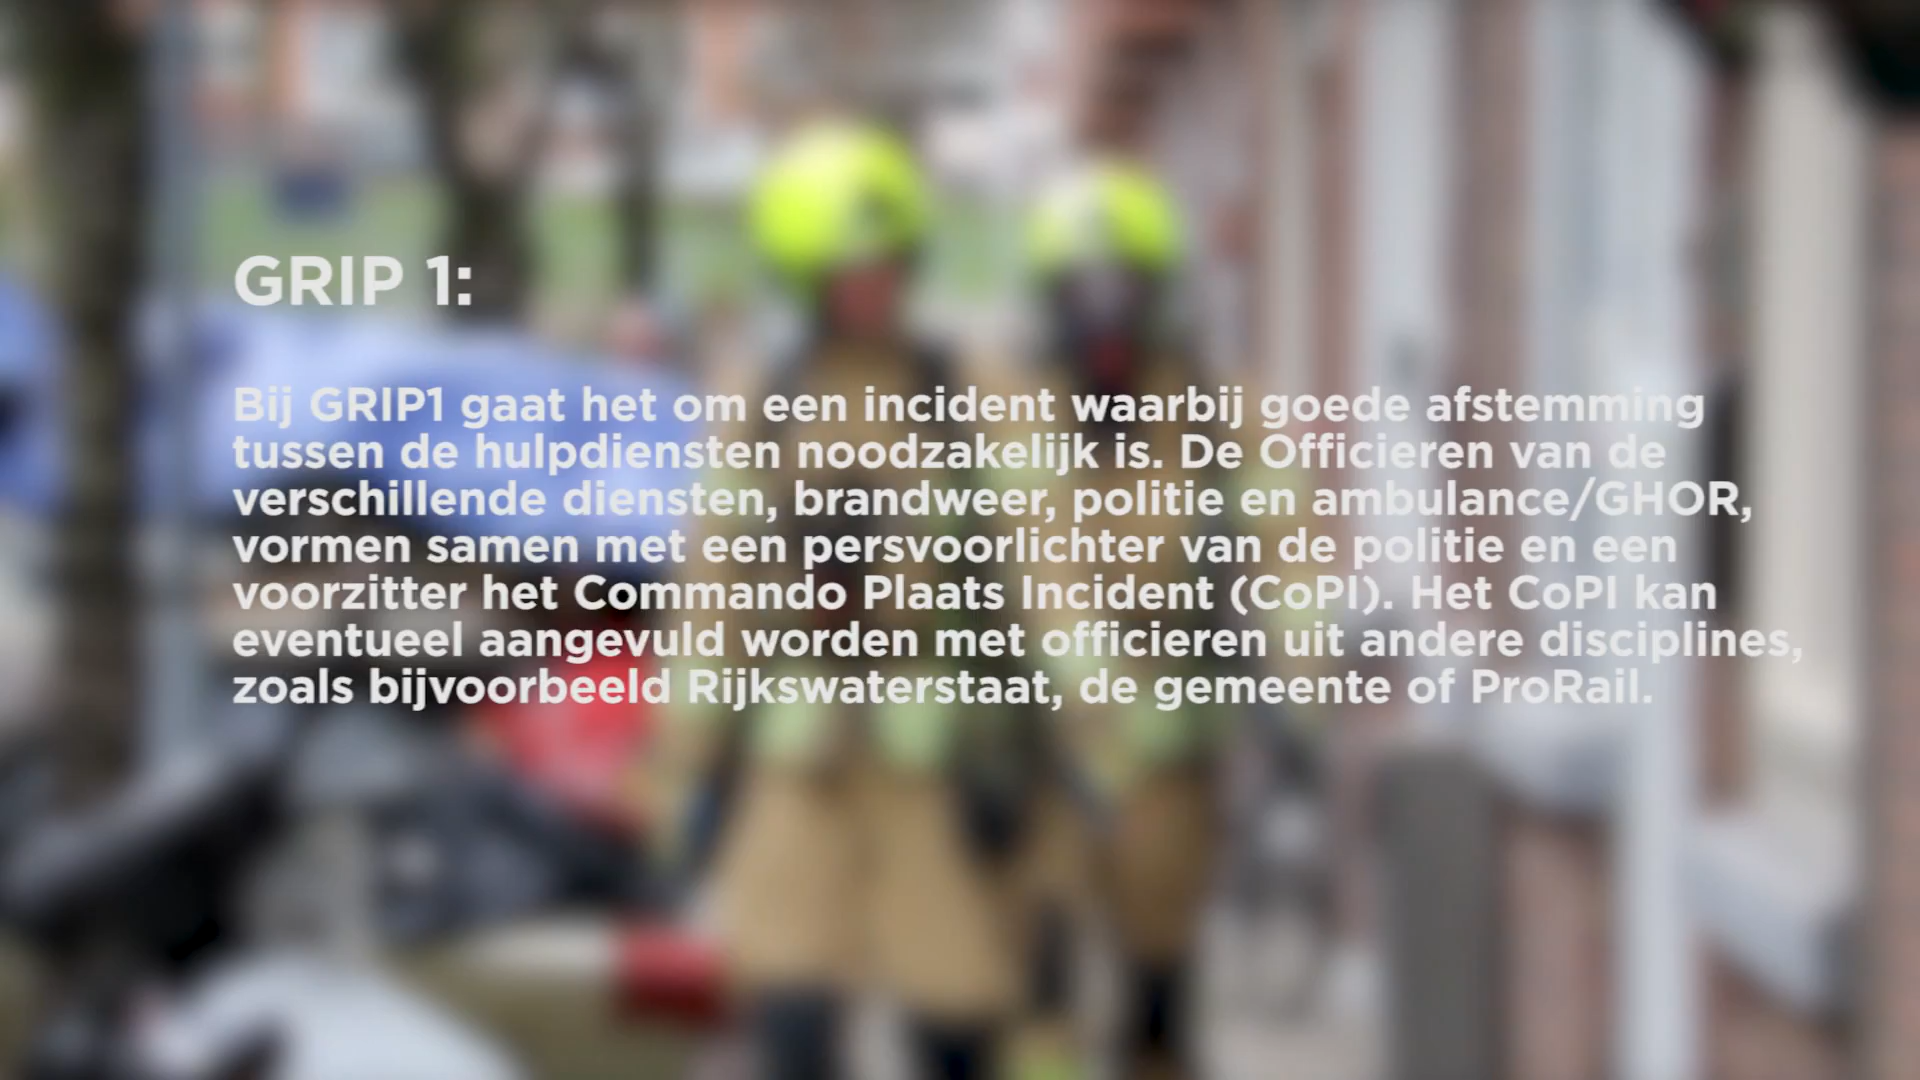 GRIP 1:
Bij GRIP1 gaat het om een incident waarbij goede afstemming
tussen de hulpdiensten noodzakelijk is. De Officieren van de
verschillende diensten, brandweer, politie en ambulance/GHOR,
vormen samen met een persvoorlichter van de politie en een
voorzitter het Commando Plaats Incident (CoPI). Het CoPI kan
eventueel aangevuld worden met officieren uit andere disciplines,
zoals bijvoorbeeld Rijkswaterstaat, de gemeente of ProRail.